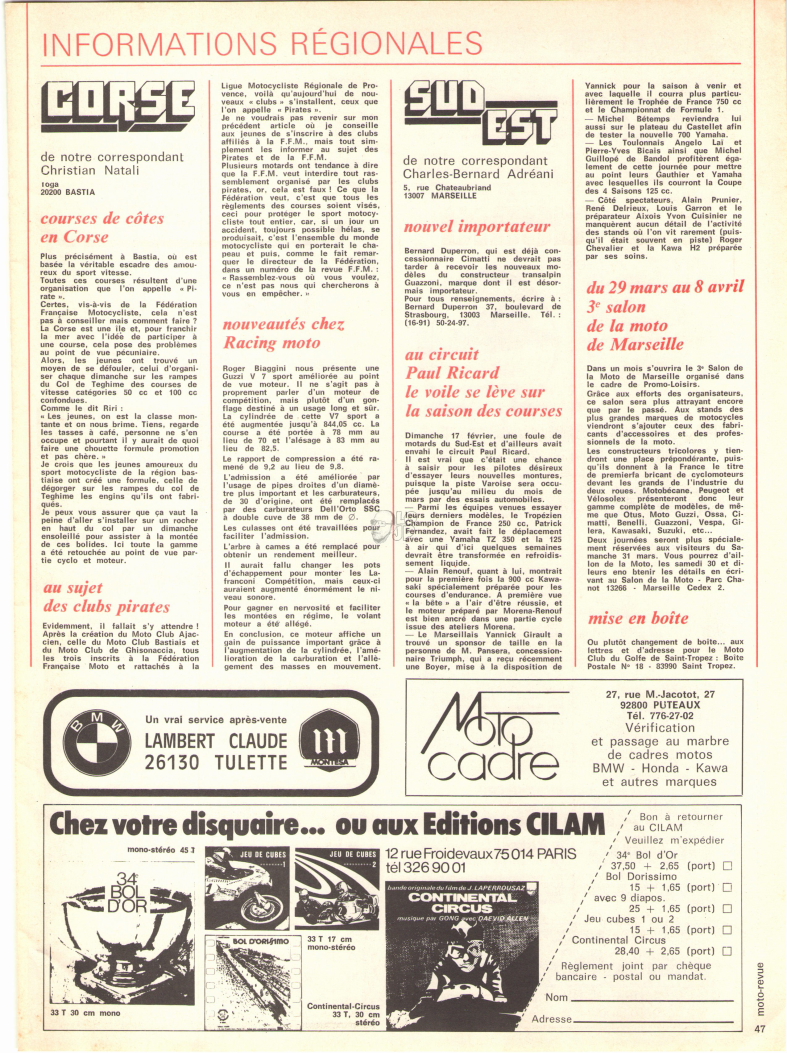 INFORMATIONS RÉGIONALES
CORSE
de notre correspondant
Christian Natali
toga
20200 BASTIA
courses de côtes
en Corse
Plus précisément à Bastia, où est
basée la véritable escadre des amou-
reux du sport vitesse.
Toutes ces courses résultent d'une
organisation que l'on appelle « Pi-
rate ».
Certes, vis-à-vis de la Fédération
Française Motocycliste, cela n'est
pas à conseiller mais comment faire ?
La Corse est une ile et, pour franchir
la mer avec l'idée de participer à
une course, cela pose des problèmes
au point de vue pécuniaire.
Alors, les jeunes ont trouvé un
moyen de se défouler, celui d'organi-
ser chaque dimanche sur les rampes
du Col de Teghime des courses de
vitesse catégories 50 cc et 100 cc
confondues.
Comme le dit Riri :
« Les jeunes, on est la classe mon-
tante et on nous brime. Tiens, regarde
les tasses à café, personne ne s'en
occupe et pourtant il y aurait de quoi
faire une chouette formule promotion
et pas chère. »
Je crois que les jeunes amoureux du
sport motocycliste de la région bas-
tiaise ont créé une formule, celle de
dégorger sur les rampes du col de
Teghime les engins qu'ils ont fabri-
qués.
Je peux vous assurer que ça vaut la
peine d'aller s'installer sur un rocher
en haut du col par un dimanche
ensoleillé pour assister à la montée
de ces bolides. Ici toute la gamme
a été retouchée au point de vue par-
tie cyclo et moteur.
au sujet
des clubs pirates
Evidemment, il fallait s'y attendre !
Après la création du Moto Club Ajac-
cien, celle du Moto Club Bastiais et
du Moto Club de Ghisonaccia, tous
les trois inscrits à la Fédération
Française Moto et rattachés à la
Ligue Motocycliste Régionale de Pro-
vence, voilà qu'aujourd'hui de nou-
veaux « clubs » s'installent, ceux que
l'on appelle « Pirates ».
Je ne voudrais pas revenir sur mon
précédent article où je conseille
aux jeunes de s'inscrire à des clubs
affiliés à la F.F.M., mais tout sim-
plement les informer au sujet des
Pirates et de la F.F.M.
Plusieurs motards ont tendance à dire
que la F.F.M. veut interdire tout ras-
semblement organisé par les clubs
pirates, or, cela est faux ! Ce que la
Fédération veut, c'est que tous les
règlements des courses soient visés,
ceci pour protéger le sport motocy-
cliste tout entier, car, si un jour un
accident, toujours possible hélas, se
produisait, c'est l'ensemble du monde
motocycliste qui en porterait le cha-
peau et puis, comme le fait remar-
quer le directeur de la Fédération,
dans un numéro de la revue F.F.M. :
« Rassemblez-vous où vous voulez,
ce n'est pas nous qui chercherons à
vous en empêcher. »
nouveautés chez
Racing moto
Roger Biaggini nous présente une
Guzzi V 7 sport améliorée au point
de vue moteur. Il ne s'agit pas à
proprement parler d'un moteur de
compétition, mais plutôt d'un gon-
flage destiné à un usage long et sûr.
La cylindrée de cette V7 sport a
été augmentée jusqu'à 844,05 cc. La
course a été portée à 78 mm au
lieu de 70 et l'alésage à 83 mm au
lieu de 82,5.
Le rapport de compression a été ra-
mené de 9,2 au lieu de 9,8.
L'admission a été améliorée par
l'usage de pipes droites d'un diamè-
tre plus important et les carburateurs,
de 30 d'origine, ont été remplacés
par des carburateurs Dell'Orto SSC
à double cuve de 38 mm de ∅.
Les culasses ont été travaillées pour
faciliter l'admission.
L'arbre à cames a été remplacé pour
obtenir un rendement meilleur.
Il aurait fallu changer les pots
d'échappement pour monter les La-
franconi Compétition, mais ceux-ci
auraient augmenté énormément le ni-
veau sonore.
Pour gagner en nervosité et faciliter
les montées en régime, le volant
moteur a été allégé.
En conclusion, ce moteur affiche un
gain de puissance important grâce à
l'augmentation de la cylindrée, l'amé-
lioration de la carburation et l'allè-
gement des masses en mouvement.
SUD
EST
de notre correspondant
Charles-Bernard Adréani
5, rue Chateaubriand
13007 MARSEILLE
nouvel importateur
Bernard Duperron, qui est déjà con-
cessionnaire Cimatti ne devrait pas
tarder à recevoir les nouveaux mo-
dèles du constructeur transalpin
Guazzoni, marque dont il est désor-
mais importateur.
Pour tous renseignements, écrire à :
Bernard Duperron 37, boulevard de
Strasbourg, 13003 Marseille. Tél. :
(16-91) 50-24-97.
au circuit
Paul Ricard
le voile se lève sur
la saison des courses
Dimanche 17 février, une foule de
motards du Sud-Est et d'ailleurs avait
envahi le circuit Paul Ricard.
Il est vrai que c'était une chance
à saisir pour les pilotes désireux
d'essayer leurs nouvelles montures,
puisque la piste Varoise sera occu-
pée jusqu'au milieu du mois de
mars par des essais automobiles.
— Parmi les équipes venues essayer
leurs derniers modèles, le Tropézien
Champion de France 250 cc, Patrick
Fernandez, avait fait le déplacement
avec une Yamaha TZ 350 et la 125
à air qui d'ici quelques semaines
devrait être transformée en refroidis-
sement liquide.
— Alain Renouf, quant à lui, montrait
pour la première fois la 900 cc Kawa-
saki spécialement préparée pour les
courses d'endurance. A première vue
« la bête » a l'air d'être réussie, et
le moteur préparé par Morena-Renouf
est bien ancré dans une partie cycle
issue des ateliers Morena.
— Le Marseillais Yannick Girault a
trouvé un sponsor de taille en la
personne de M. Pansera, concession-
naire Triumph, qui a reçu récemment
une Boyer, mise à la disposition de
Yannick pour la saison à venir et
avec laquelle il courra plus particu-
lièrement le Trophée de France 750 cc
et le Championnat de Formule 1.
— Michel Bétemps reviendra lui
aussi sur le plateau du Castellet afin
de tester la nouvelle 700 Yamaha.
— Les Toulonnais Angelo Lai et
Pierre-Yves Bicais ainsi que Michel
Guillopé de Bandol profitèrent éga-
lement de cette journée pour mettre
au point leurs Gauthier et Yamaha
avec lesquelles ils courront la Coupe
des 4 Saisons 125 cc.
— Côté spectateurs, Alain Prunier,
René Delrieux, Louis Garron et le
préparateur Aixois Yvon Cuisinier ne
manquèrent aucun détail de l'activité
des stands où l'on vit rarement (puis-
qu'il était souvent en piste) Roger
Chevalier et la Kawa H2 préparée
par ses soins.
du 29 mars au 8 avril
3e salon
de la moto
de Marseille
Dans un mois s'ouvrira le 3e Salon de
la Moto de Marseille organisé dans
le cadre de Promo-Loisirs.
Grâce aux efforts des organisateurs,
ce salon sera plus attrayant encore
que par le passé. Aux stands des
plus grandes marques de motocycles
viendront s'ajouter ceux des fabri-
cants d'accessoires et des profes-
sionnels de la moto.
Les constructeurs tricolores y tien-
dront une place prépondérante, puis-
qu'ils donnent à la France le titre
de premierla bricant de cyclomoteurs
devant les grands de l'industrie du
deux roues. Motobécane, Peugeot et
Vélosolex présenteront donc leur
gamme complète de modèles, de mê-
me que Otus, Moto Guzzi, Ossa, Ci-
matti, Benelli, Guazzoni, Vespa, Gi-
lera, Kawasaki, Suzuki, etc...
Deux journées seront plus spéciale-
ment réservées aux visiteurs du Sa-
manche 31 mars. Vous pourrez d'ail-
lon de la Moto, les samedi 30 et di-
leurs eno btenir les détails en écri-
vant au Salon de la Moto - Parc Cha-
not 13266 - Marseille Cedex 2.
mise en boîte
Ou plutôt changement de boite... aux
lettres et d'adresse pour le Moto
Club du Golfe de Saint-Tropez : Boite
Postale No 18 - 83990 Saint Tropez.
BMW
Un vrai service après-vente
LAMBERT CLAUDE
26130 TULETTE
MONTESA
Moto
cadre
27, rue M.-Jacotot, 27
92800 PUTEAUX
Tél. 776-27-02
Vérification
et passage au marbre
de cadres motos
BMW - Honda - Kawa
et autres marques
Chez votre disquaire... ou aux Editions CILAM
mono-stéréo 45 T
34e
BOL
D'OR
33 T 30 cm mono
JEU DE CUBES
1
JEU DE CUBES
2
BOL D'ORISSIMO
33 T 17 cm
mono-stéréo
Continental-Circus
33 T, 30 cm
stéréo
12 rue Froidevaux 75014 PARIS
tél 326 90 01
bande originale du film de J. LAPERROUSAZ
CONTINENTAL
CIRCUS
musique par GONG avec DAEVID ALLEN
Bon à retourner
au CILAM
Veuillez m'expédier
34e Bol d'Or
37,50 + 2,65 (port)
Bol Dorissimo
15 + 1,65 (port)
avec 9 diapos.
25 + 1,65 (port)
Jeu cubes 1 ou 2
15 + 1,65 (port)
Continental Circus
28,40 + 2,65 (port)
Règlement joint par chèque
bancaire - postal ou mandat.
Nom
Adresse
moto-revue
47